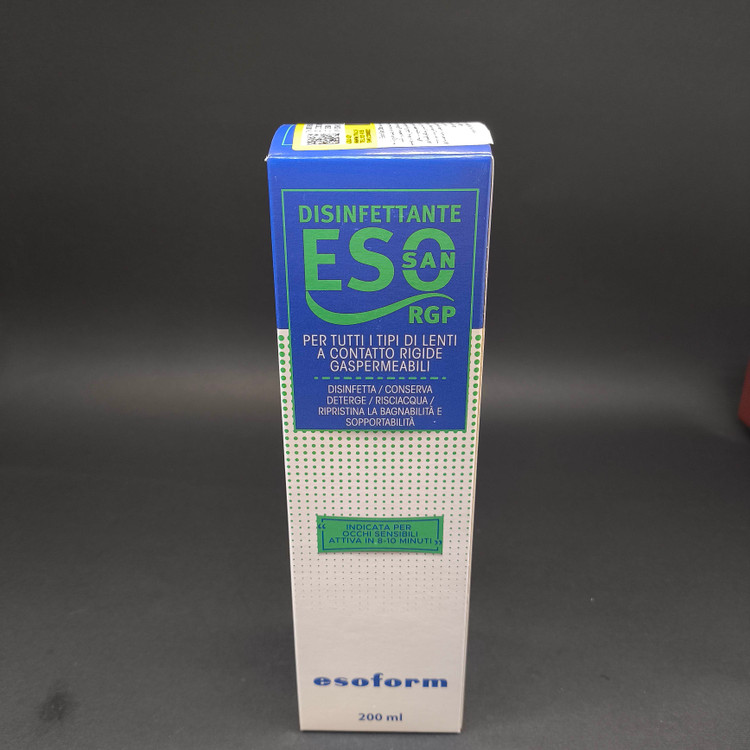 DISINFETTANTE
ESO
SAN
RGP
PER TUTTI I TIPI DI LENTI
A CONTATTO RIGIDE
GASPERMEABILI
DISINFETTA / CONSERVA
DETERGE / RISCIACQUA /
RIPRISTINA LA BAGNABILITÀ E
SOPPORTABILITÀ
“ INDICATA PER
OCCHI SENSIBILI
ATTIVA IN 8-10 MINUTI ”
esoform
200 ml